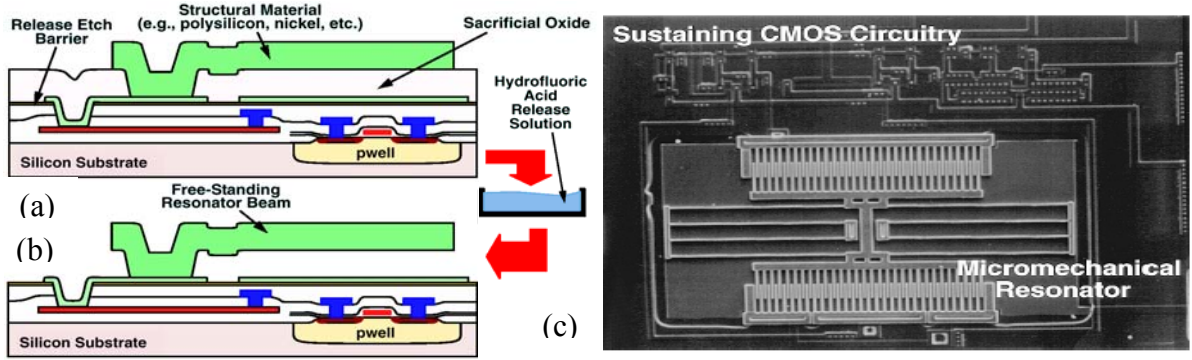 Release Etch
Barrier
Structural Material
(e.g., polysilicon, nickel, etc.)
Sacrificial Oxide
Hydrofluoric
Acid
Release
Solution
pwell
Silicon Substrate
(a)
Free-Standing
Resonator Beam
(b)
pwell
Silicon Substrate
(c)
Sustaining CMOS Circuitry
Micromechanical
Resonator